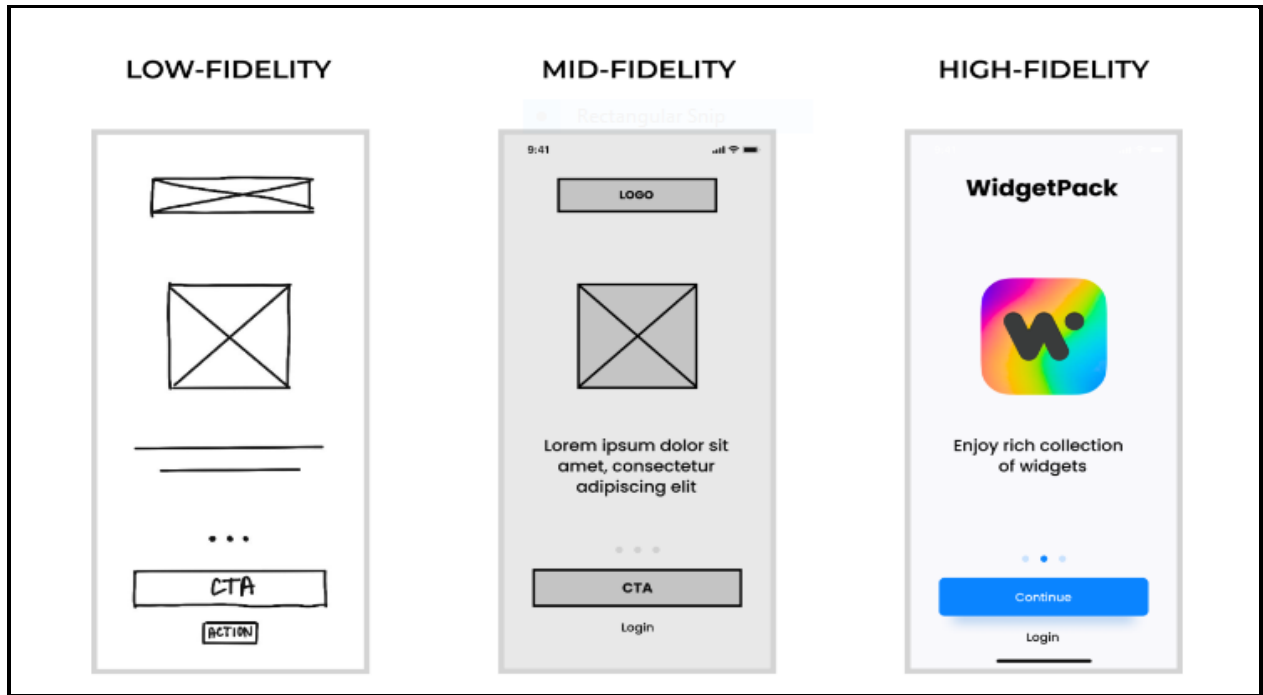 LOW-FIDELITY
MID-FIDELITY
HIGH-FIDELITY
Rectangular Snip
CTA
ACTION
9:41
LOGO
Lorem ipsum dolor sit
amet, consectetur
adipiscing elit
CTA
Login
WidgetPack
W
Enjoy rich collection
of widgets
Continue
Login